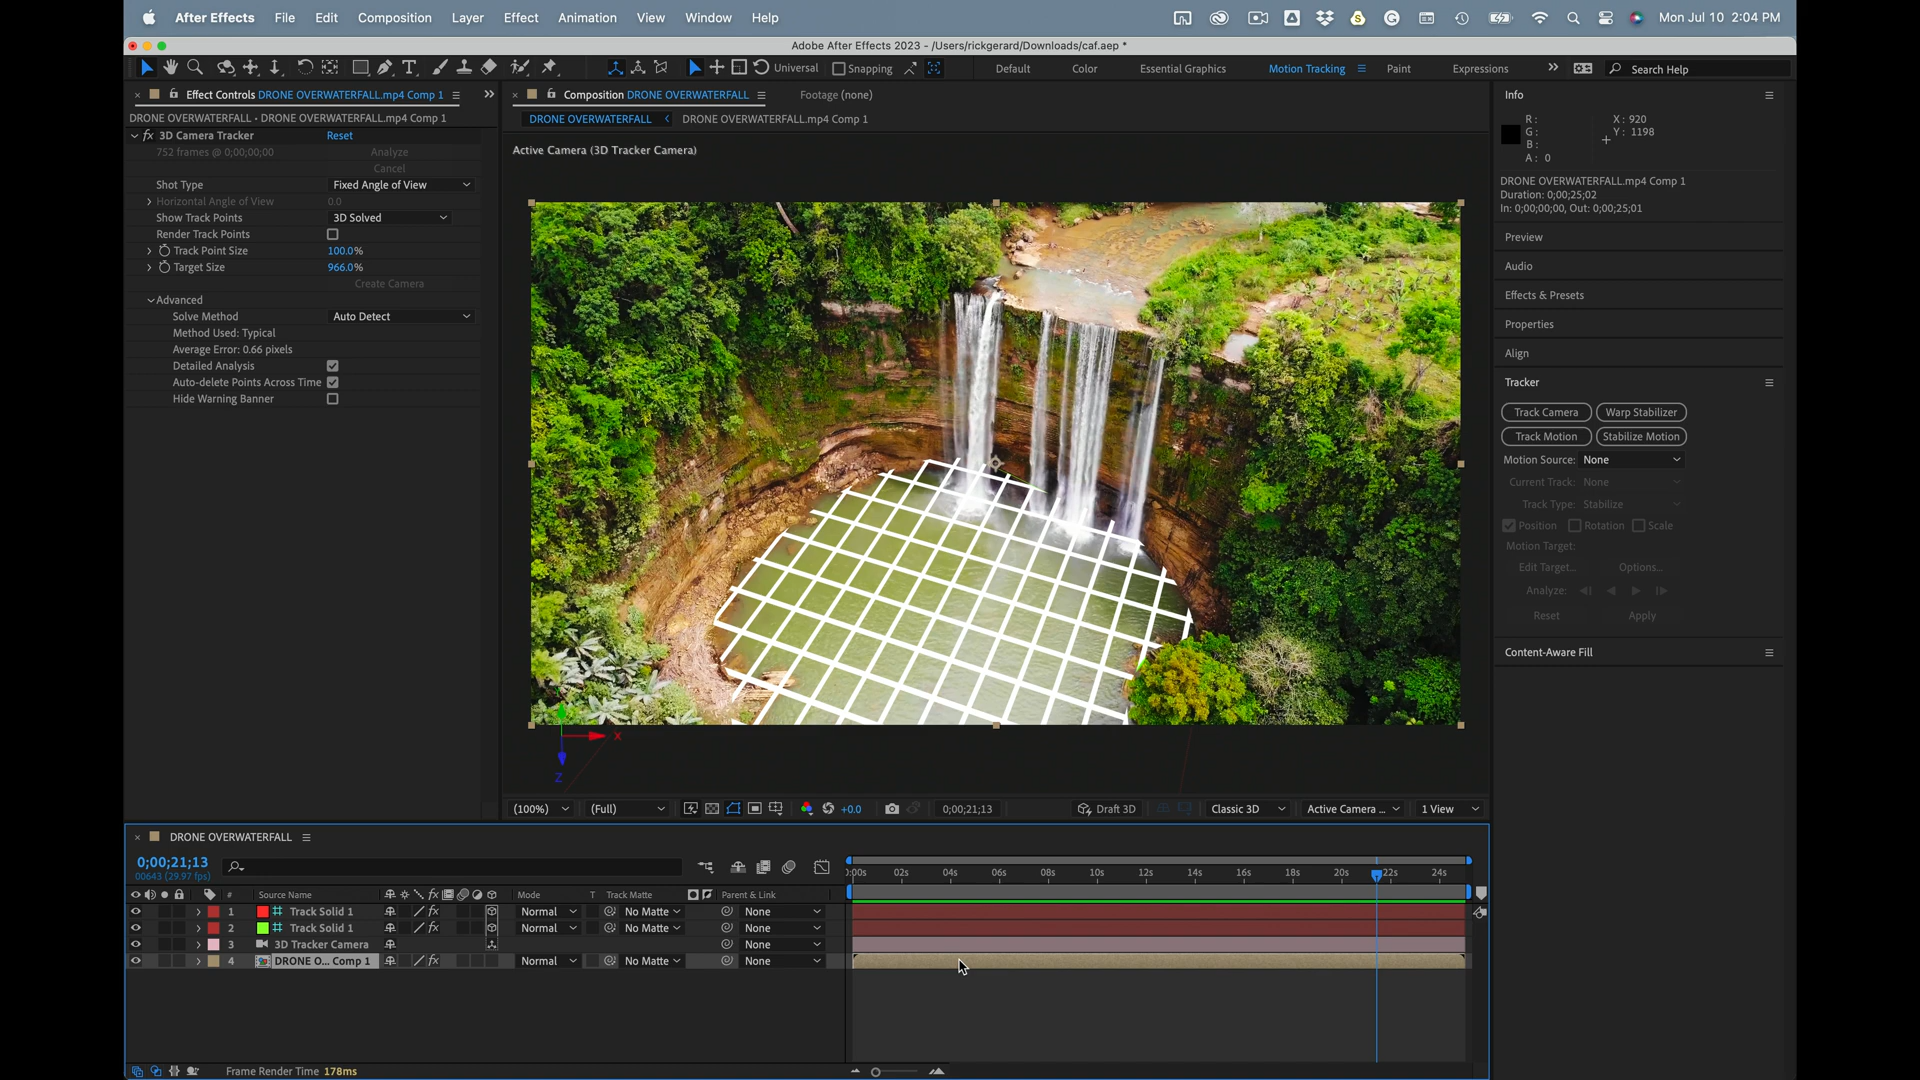 After Effects File Edit Composition Layer Effect Animation View Window Help Mon Jul 10 2:04 PM
Adobe After Effects 2023 - /Users/rickgerard/Downloads/caf.aep *
Universal Snapping Default Color Essential Graphics Motion Tracking Paint Expressions Search Help
Effect Controls DRONE OVERWATERFALL.mp4 Comp 1
DRONE OVERWATERFALL · DRONE OVERWATERFALL.mp4 Comp 1
fx 3D Camera Tracker Reset
752 frames @ 0;00;00;00 Analyze
Cancel
Shot Type Fixed Angle of View
Horizontal Angle of View 0.0
Show Track Points 3D Solved
Render Track Points
Track Point Size 100.0%
Target Size 966.0%
Create Camera
Advanced
Solve Method Auto Detect
Method Used: Typical
Average Error: 0.66 pixels
Detailed Analysis
Auto-delete Points Across Time
Hide Warning Banner
Composition DRONE OVERWATERFALL Footage (none)
DRONE OVERWATERFALL DRONE OVERWATERFALL.mp4 Comp 1
Active Camera (3D Tracker Camera)
X
Z
(100%) (Full) +0.0 0;00;21;13 Draft 3D Classic 3D Active Camera ... 1 View
Info
R :
G :
B :
A : 0
X : 920
Y : 1198
DRONE OVERWATERFALL.mp4 Comp 1
Duration: 0;00;25;02
In: 0;00;00;00, Out: 0;00;25;01
Preview
Audio
Effects & Presets
Properties
Align
Tracker
Track Camera Warp Stabilizer
Track Motion Stabilize Motion
Motion Source: None
Current Track: None
Track Type: Stabilize
Position Rotation Scale
Motion Target:
Edit Target... Options...
Analyze:
Reset Apply
Content-Aware Fill
DRONE OVERWATERFALL
0;00;21;13
00643 (29.97 fps)
):00s 02s 04s 06s 08s 10s 12s 14s 16s 18s 20s 22s 24s
# Source Name fx Mode T Track Matte Parent & Link
1 Track Solid 1 fx Normal No Matte None
2 Track Solid 1 fx Normal No Matte None
3 3D Tracker Camera None
4 DRONE O... Comp 1 fx Normal No Matte None
Frame Render Time 178ms